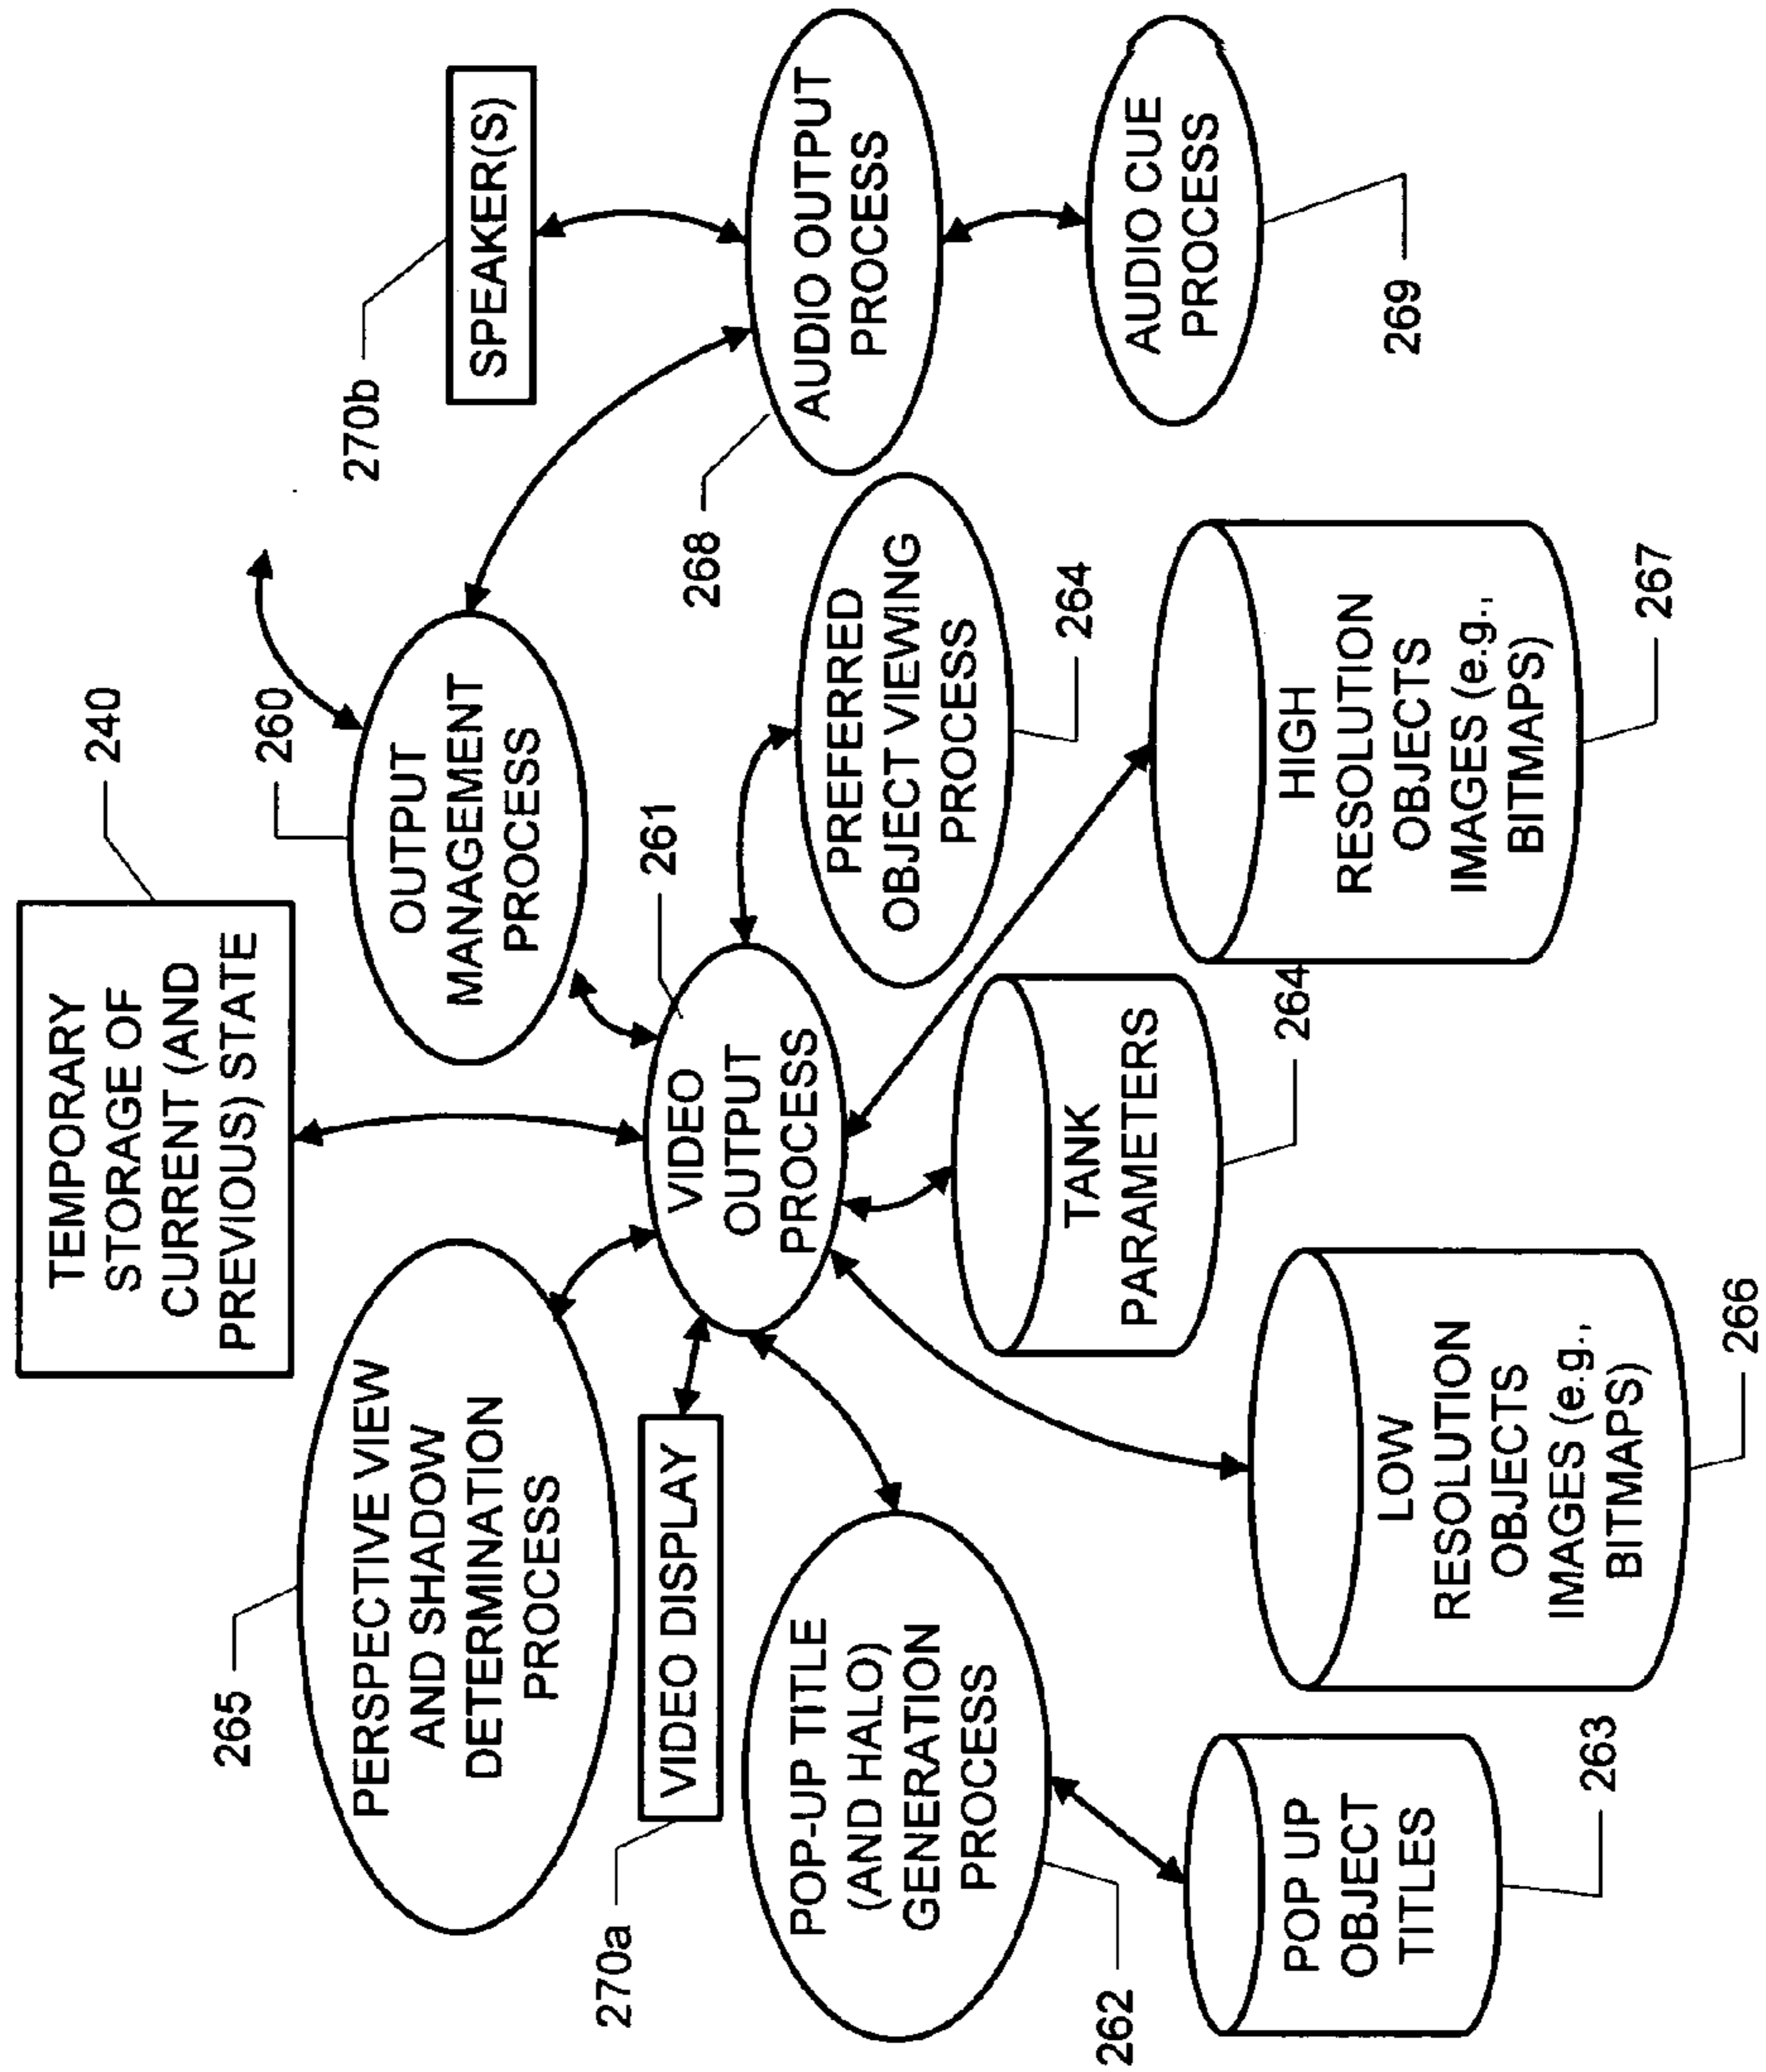 TEMPORARY
STORAGE OF
CURRENT (AND
PREVIOUS) STATE
240
260
OUTPUT
MANAGEMENT
PROCESS
270b
SPEAKER(S)
265
PERSPECTIVE VIEW
AND SHADOW
DETERMINATION
PROCESS
270a
VIDEO DISPLAY
VIDEO
OUTPUT
PROCESS
261
268
AUDIO OUTPUT
PROCESS
PREFERRED
OBJECT VIEWING
PROCESS
264
POP-UP TITLE
(AND HALO)
GENERATION
PROCESS
262
TANK
PARAMETERS
264
AUDIO CUE
PROCESS
269
POP UP
OBJECT
TITLES
263
LOW
RESOLUTION
OBJECTS
IMAGES (e.g.,
BITMAPS)
266
HIGH
RESOLUTION
OBJECTS
IMAGES (e.g.,
BITMAPS)
267